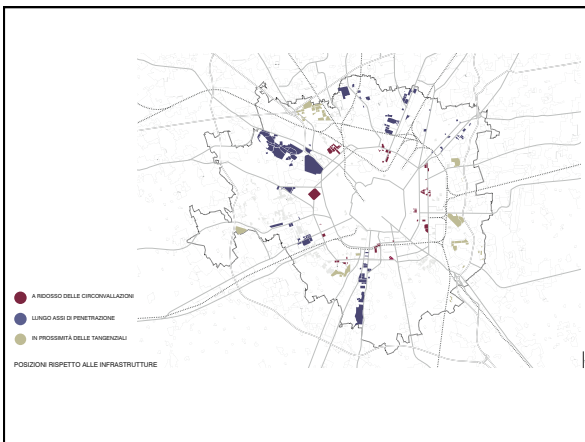 A RIDOSSO DELLE CIRCONVALLAZIONI
LUNGO ASSI DI PENETRAZIONE
IN PROSSIMITÀ DELLE TANGENZIALI
POSIZIONI RISPETTO ALLE INFRASTRUTTURE